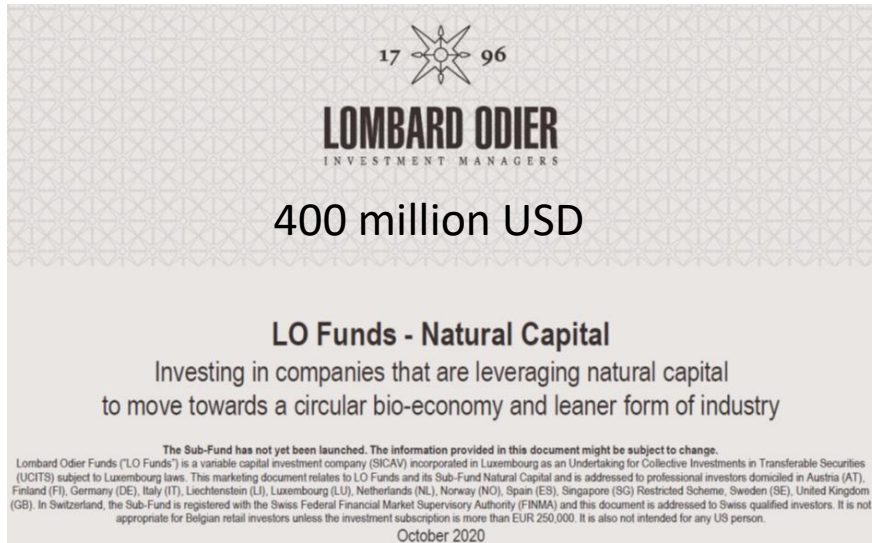 17 96
LOMBARD ODIER
INVESTMENT MANAGERS
400 million USD
LO Funds - Natural Capital
Investing in companies that are leveraging natural capital
to move towards a circular bio-economy and leaner form of industry
The Sub-Fund has not yet been launched. The information provided in this document might be subject to change.
Lombard Odier Funds ("LO Funds") is a variable capital investment company (SICAV) incorporated in Luxembourg as an Undertaking for Collective Investments in Transferable Securities
(UCITS) subject to Luxembourg laws. This marketing document relates to LO Funds and its Sub-Fund Natural Capital and is addressed to professional investors domiciled in Austria (AT),
Finland (FI), Germany (DE), Italy (IT), Liechtenstein (LI), Luxembourg (LU), Netherlands (NL), Norway (NO), Spain (ES), Singapore (SG) Restricted Scheme, Sweden (SE), United Kingdom
(GB). In Switzerland, the Sub-Fund is registered with the Swiss Federal Financial Market Supervisory Authority (FINMA) and this document is addressed to Swiss qualified investors. It is not
appropriate for Belgian retail investors unless the investment subscription is more than EUR 250,000. It is also not intended for any US person.
October 2020